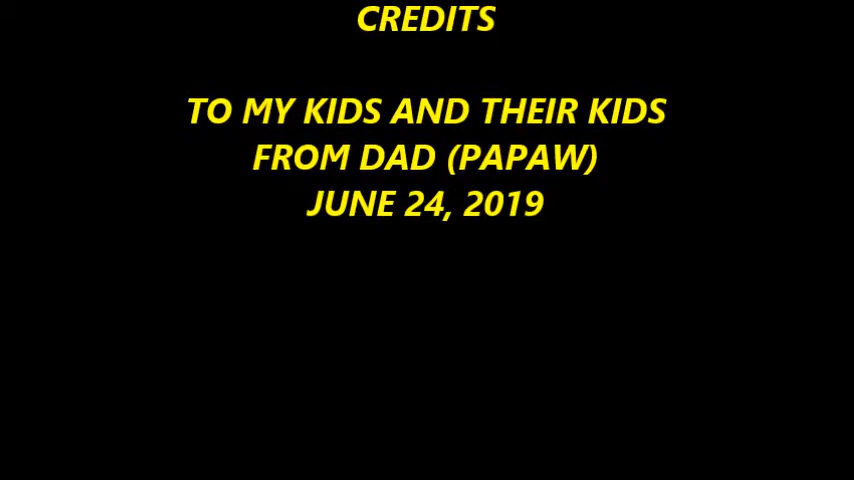 CREDITS
TO MY KIDS AND THEIR KIDS
FROM DAD (PAPAW)
JUNE 24, 2019